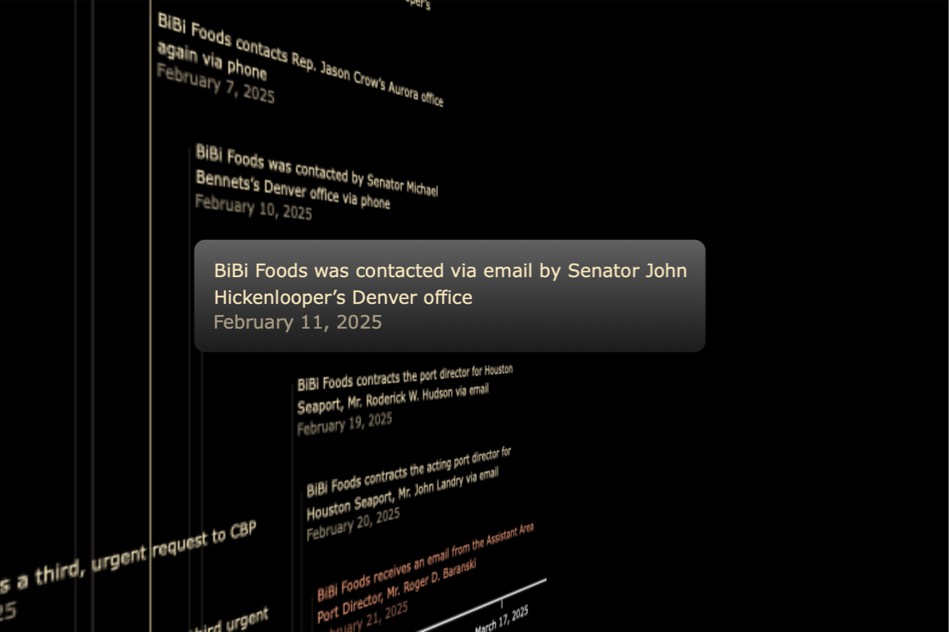 per's
BiBi Foods contacts Rep. Jason Crow's Aurora office
again via phone
February 7, 2025
BiBi Foods was contacted by Senator Michael
Bennets's Denver office via phone
February 10, 2025
BiBi Foods was contacted via email by Senator John
Hickenlooper’s Denver office
February 11, 2025
BiBi Foods contracts the port director for Houston
Seaport, Mr. Roderick W. Hudson via email
February 19, 2025
BiBi Foods contracts the acting port director for
Houston Seaport, Mr. John Landry via email
February 20, 2025
s a third, urgent request to CBP
25
BiBi Foods receives an email from the Assistant Area
Port Director, Mr. Roger D. Baranski
ruary 21, 2025
hird urgent
March 17, 2025